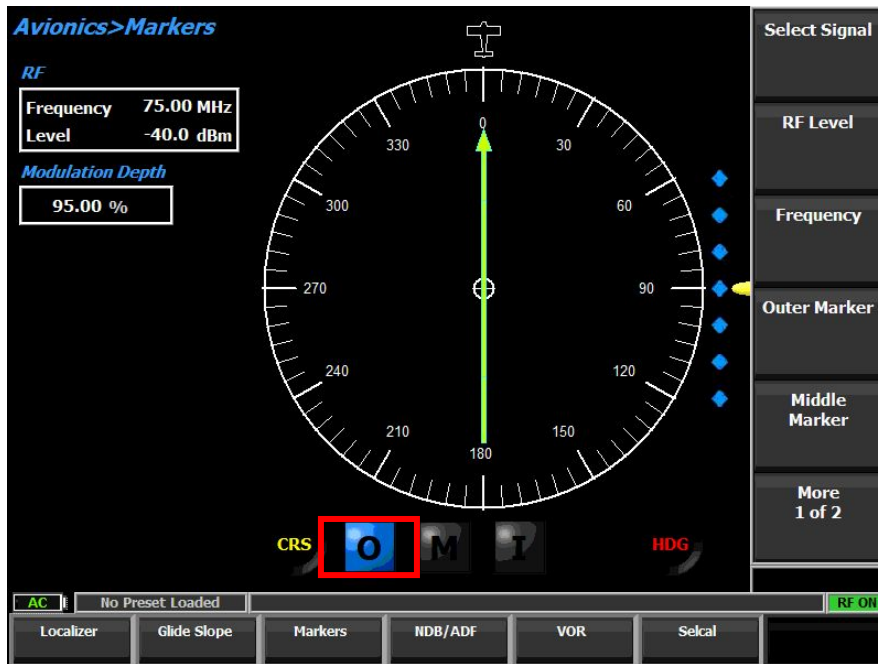 Avionics>Markers
RF
Frequency 75.00 MHz
Level -40.0 dBm
Modulation Depth
95.00 %
0
30
60
90
120
150
180
210
240
270
300
330
CRS
O
M
I
HDG
Select Signal
RF Level
Frequency
Outer Marker
Middle
Marker
More
1 of 2
AC
No Preset Loaded
RF ON
Localizer
Glide Slope
Markers
NDB/ADF
VOR
Selcal